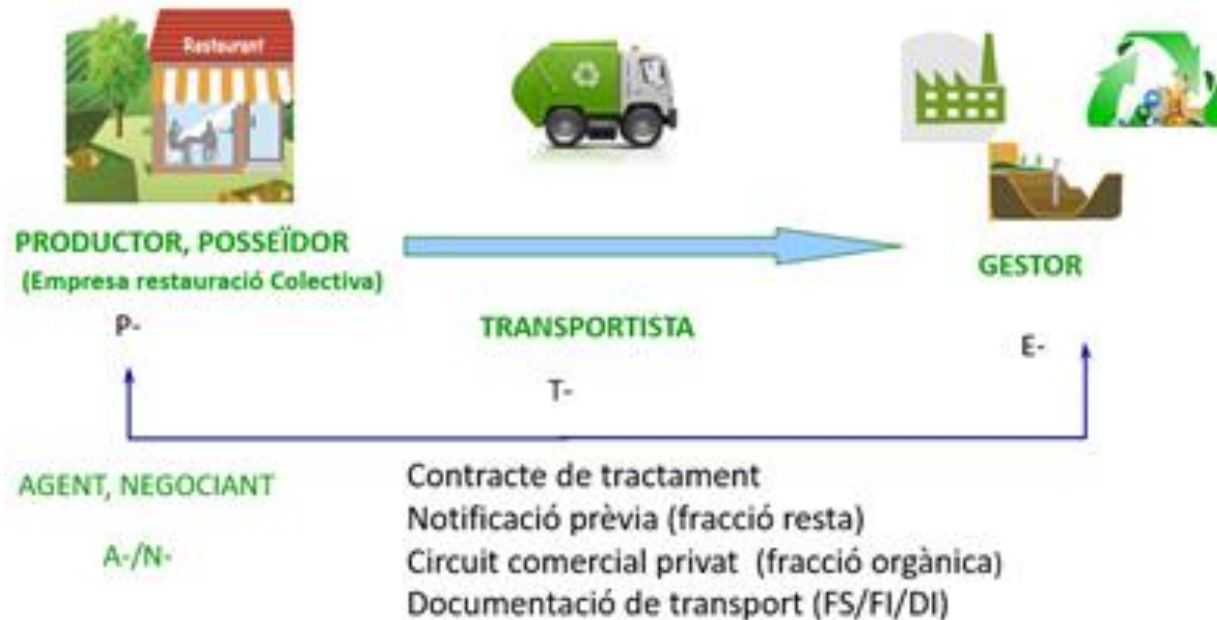 Restaurant
PRODUCTOR, POSSEÏDOR
(Empresa restauració Colectiva)
P-
TRANSPORTISTA
T-
GESTOR
E-
AGENT, NEGOCIANT
A-/N-
Contracte de tractament
Notificació prèvia (fracció resta)
Circuit comercial privat (fracció orgànica)
Documentació de transport (FS/FI/DI)